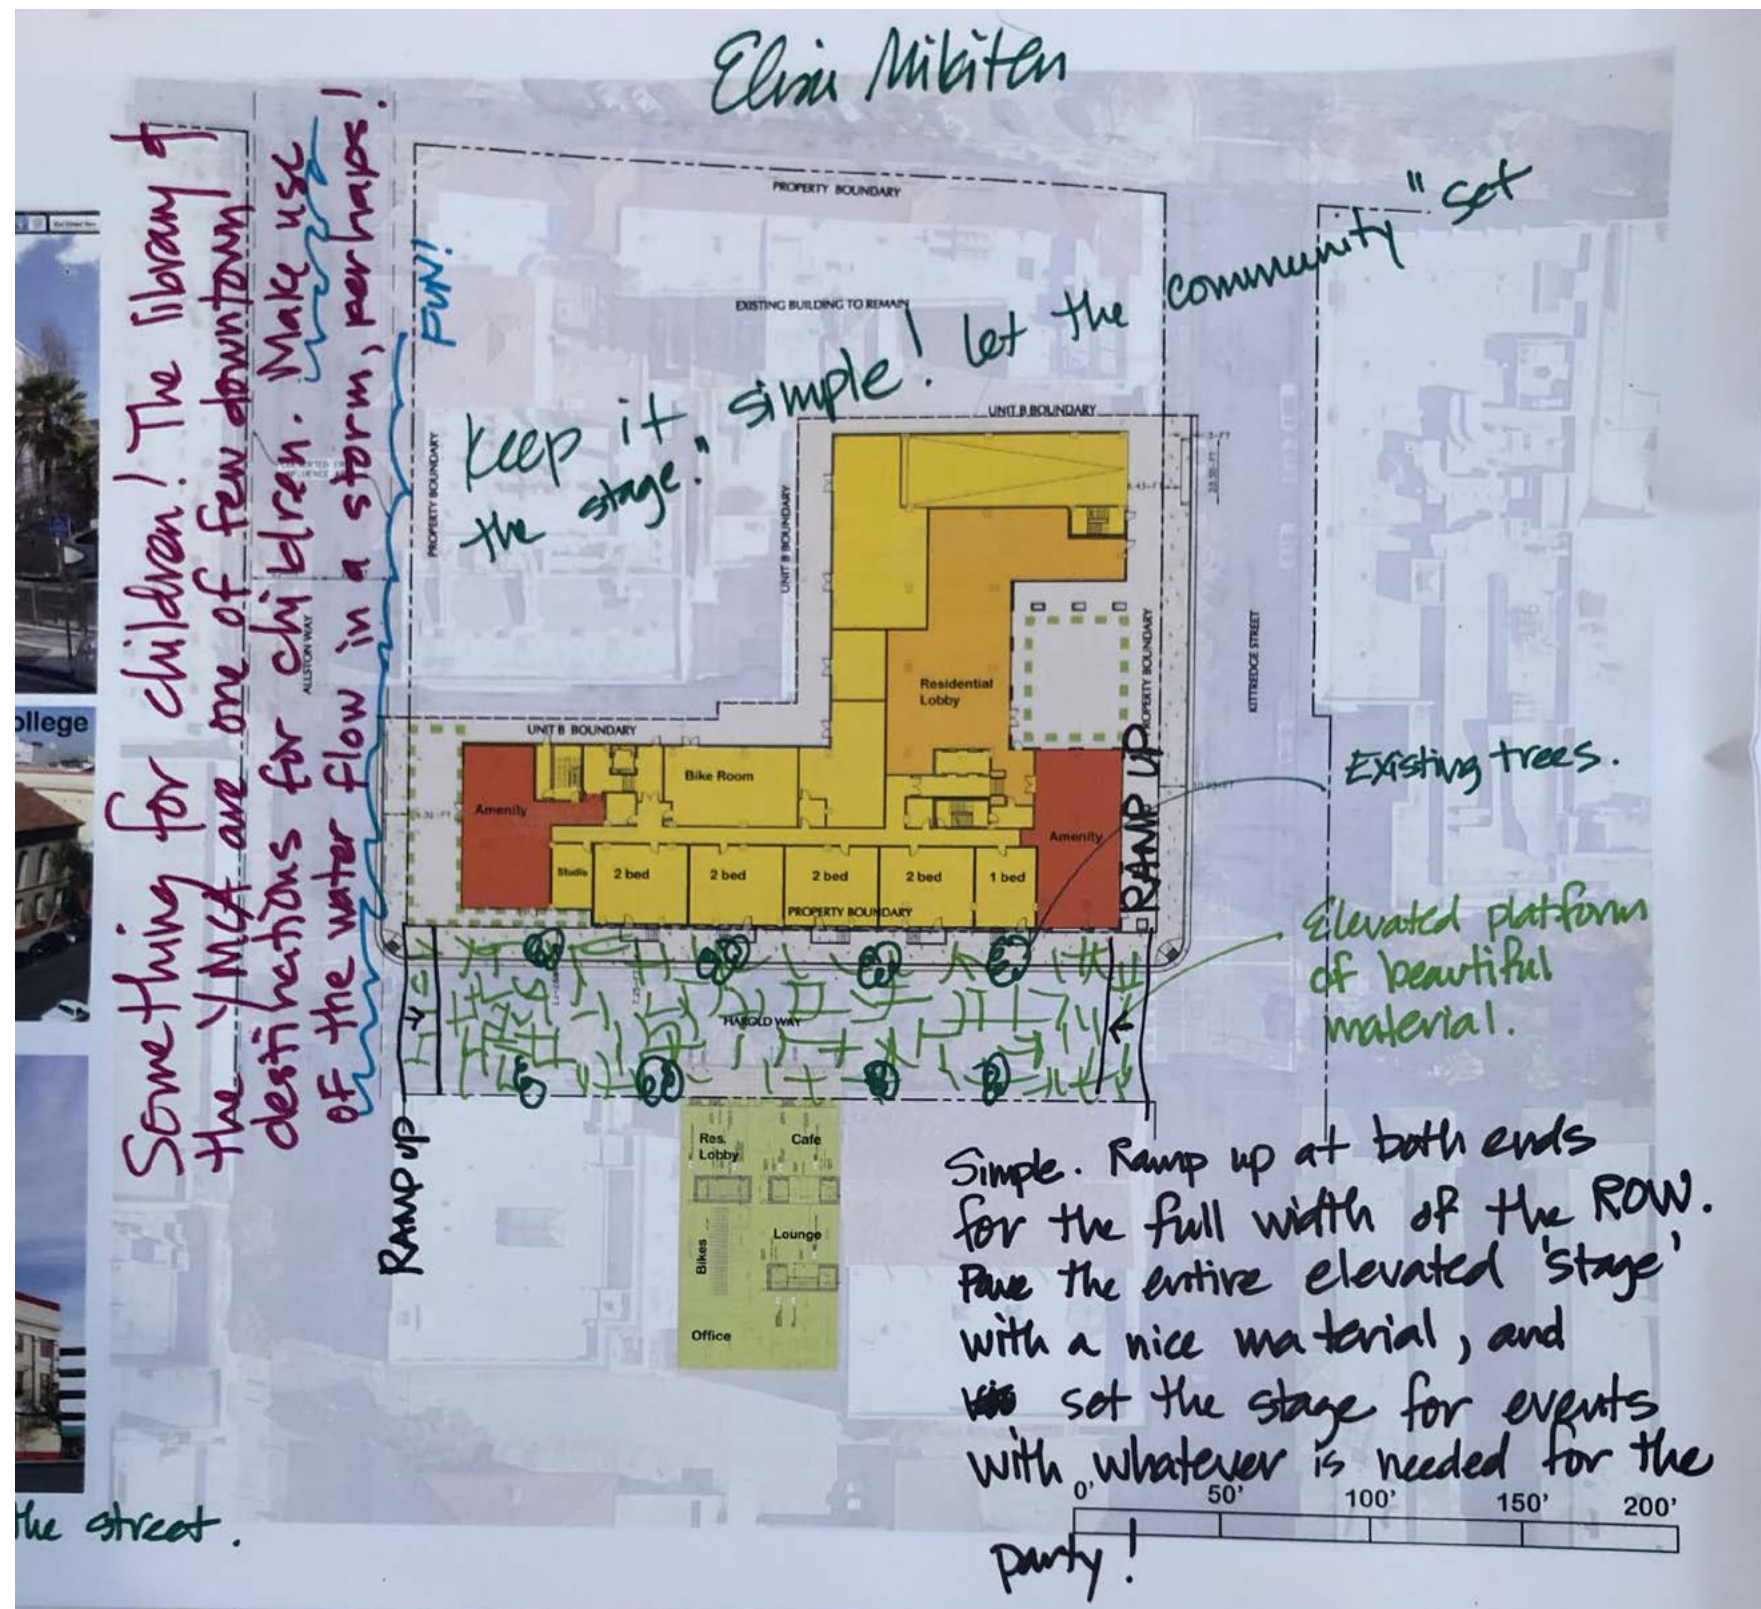 Elisa Mikiten
Something for children! The library &
the YMCA are one of few downtown
destinations for children. Make use
of the water flow in a storm, perhaps!
FUN!
PROPERTY BOUNDARY
EXISTING BUILDING TO REMAIN
Keep it simple! Let the community "set
the stage."
UNIT B BOUNDARY
PROPERTY BOUNDARY
UNIT B BOUNDARY
ALLSTON WAY
KITTREDGE STREET
PROPERTY BOUNDARY
ollege
UNIT B BOUNDARY
Residential
Lobby
Bike Room
Amenity
Amenity
Studio
2 bed
2 bed
2 bed
2 bed
1 bed
PROPERTY BOUNDARY
RAMP UP
Existing trees.
Elevated platform
of beautiful
material.
HAROLD WAY
RAMP UP
Res.
Lobby
Cafe
Bikes
Lounge
Office
Simple. Ramp up at both ends
for the full width of the ROW.
Pave the entire elevated 'stage'
with a nice material, and
set the stage for events
with whatever is needed for the
party!
0' 50' 100' 150' 200'
the street.